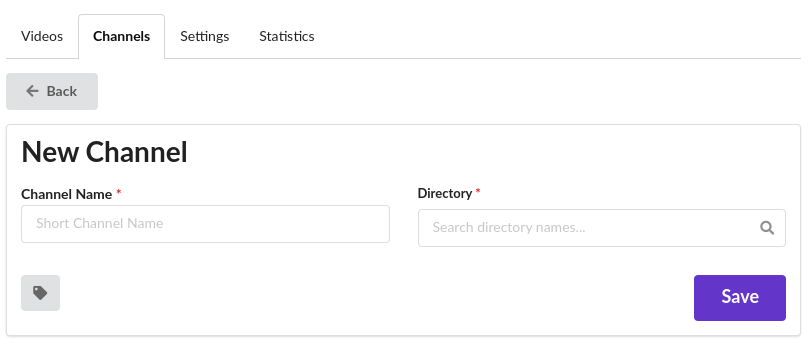 Videos Channels Settings Statistics
Back
New Channel
Channel Name * Directory *
Short Channel Name Search directory names...
Save